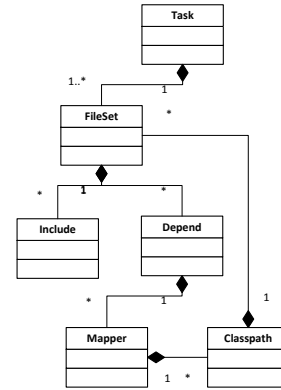 Task
1..*
1
FileSet
*
*
1
*
Include
Depend
*
1
1
Mapper
Classpath
1
*